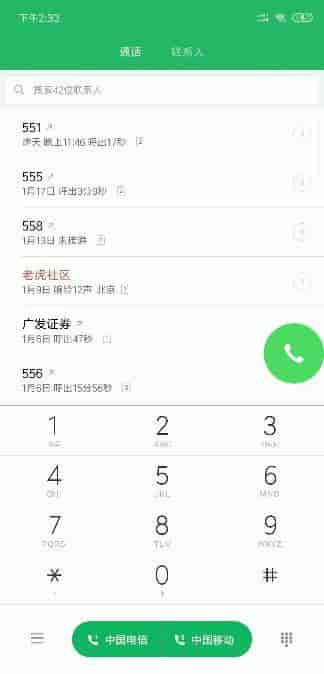 下午2:33
通话 联系人
搜索42位联系人
551
昨天 晚上11:46 呼出17秒
555
1月17日 呼出3分9秒
558
1月13日 未接通
老虎社区
1月9日 响铃12声 北京
广发证券
1月6日 呼出47秒
556
1月6日 呼出15分56秒
1 2 3
ABC
4 5 6
GHI JKL MNO
7 8 9
PQRS TUV WXYZ
* 0 #
中国电信 中国移动